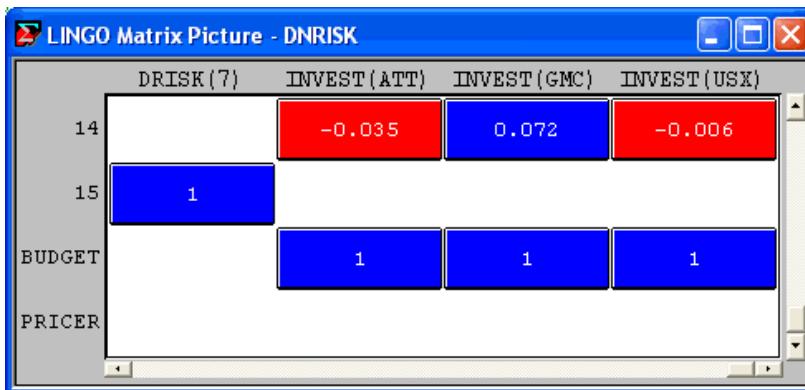 LINGO Matrix Picture - DNRISK
DRISK(7) INVEST(ATT) INVEST(GMC) INVEST(USX)
14 -0.035 0.072 -0.006
15 1
BUDGET 1 1 1
PRICER